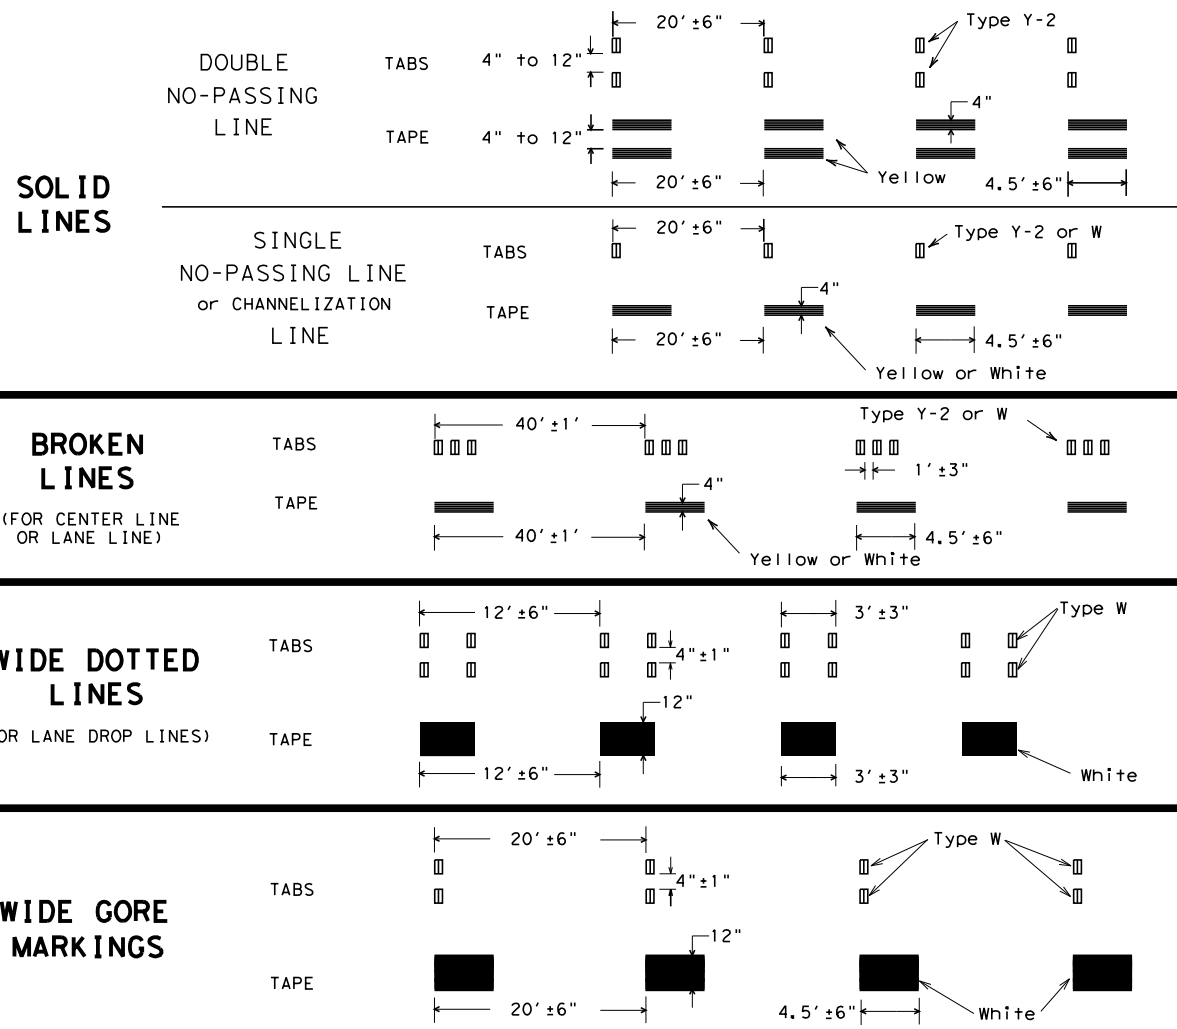 20'±6"
Type Y-2
DOUBLE
NO-PASSING
LINE
TABS
4" to 12"
4"
TAPE
4" to 12"
Yellow
20'±6"
4.5'±6"
SOLID
LINES
20'±6"
Type Y-2 or W
SINGLE
NO-PASSING LINE
or CHANNELIZATION
LINE
TABS
4"
TAPE
20'±6"
4.5'±6"
Yellow or White
Type Y-2 or W
40'±1'
BROKEN
LINES
(FOR CENTER LINE
OR LANE LINE)
TABS
1'±3"
4"
TAPE
40'±1'
4.5'±6"
Yellow or White
12'±6"
3'±3"
Type W
TABS
4"±1"
WIDE DOTTED
LINES
OR LANE DROP LINES)
12"
TAPE
12'±6"
3'±3"
White
20'±6"
Type W
TABS
4"±1"
WIDE GORE
MARKINGS
12"
TAPE
20'±6"
4.5'±6"
White